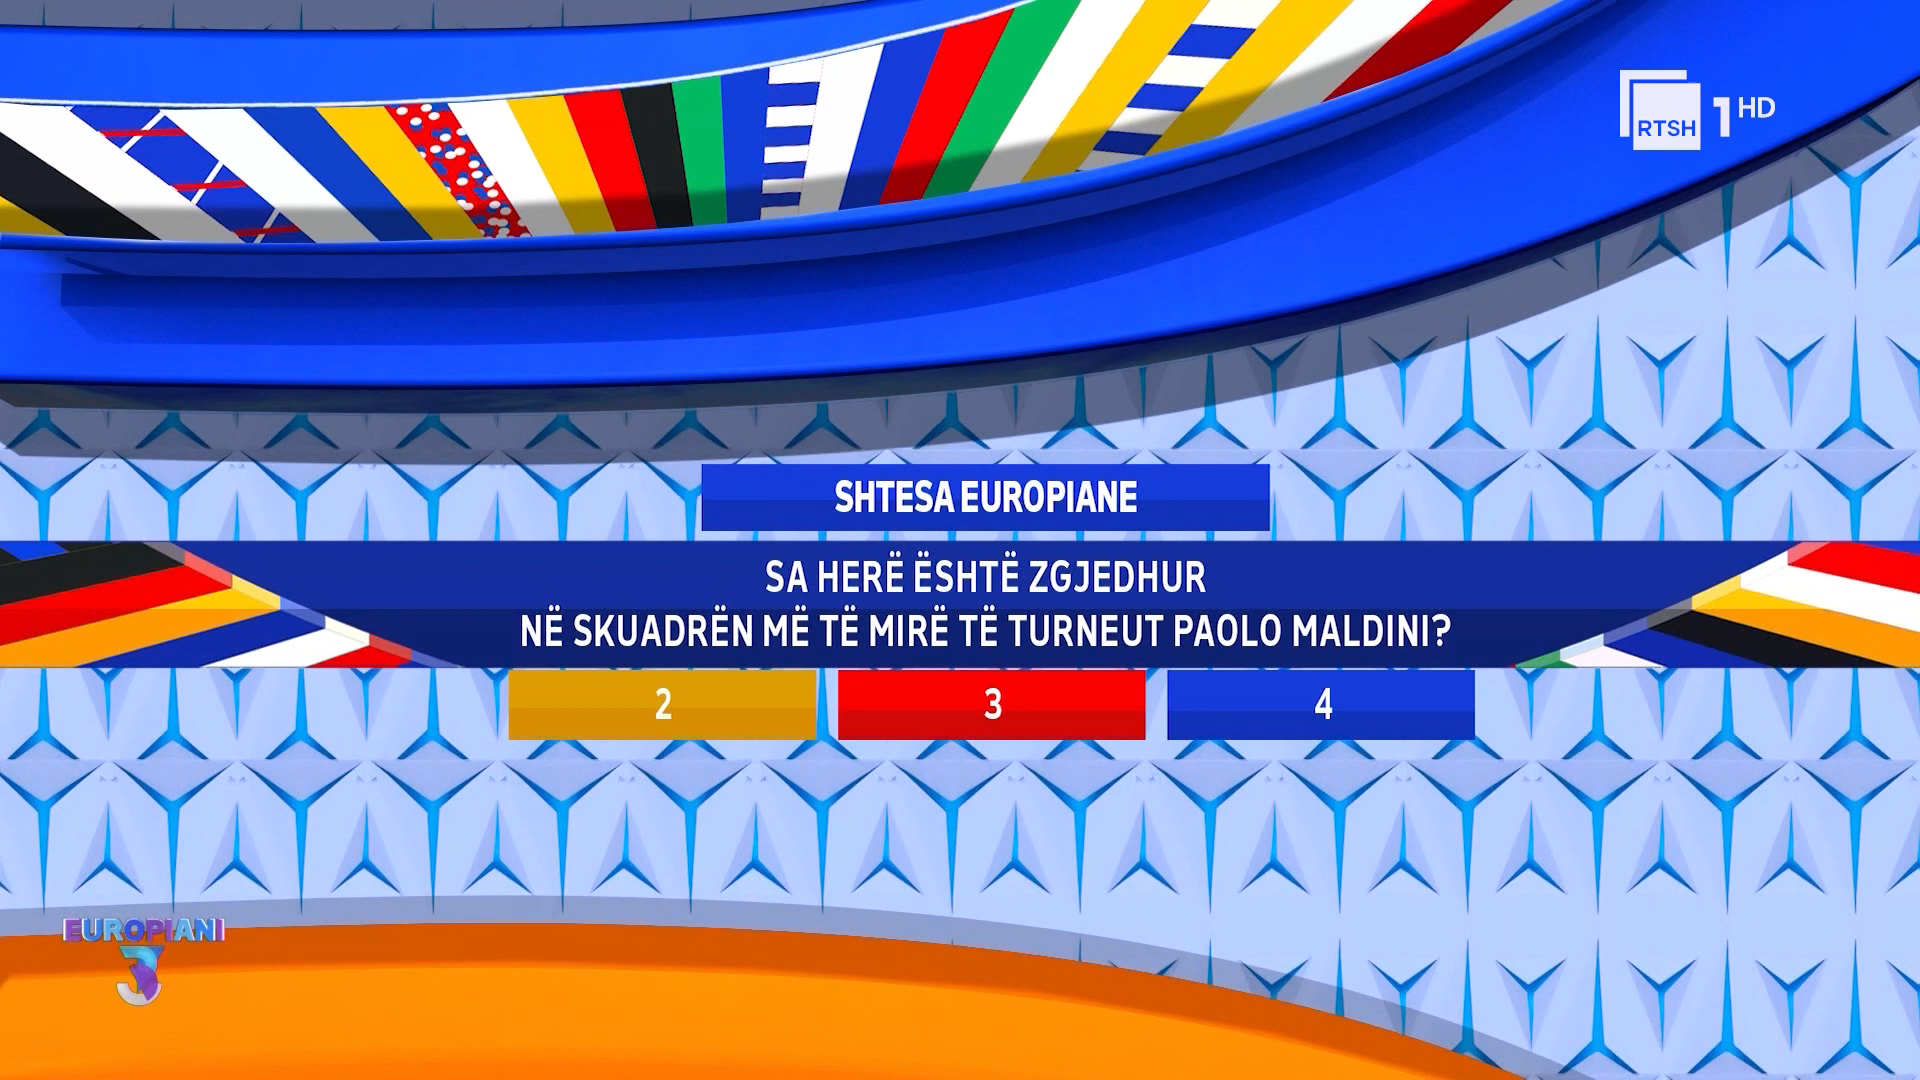 RTSH 1 HD
SHTESA EUROPIANE
SA HERË ËSHTË ZGJEDHUR
NË SKUADRËN MË TË MIRË TË TURNEUT PAOLO MALDINI?
2
3
4
EUROPIANI
3